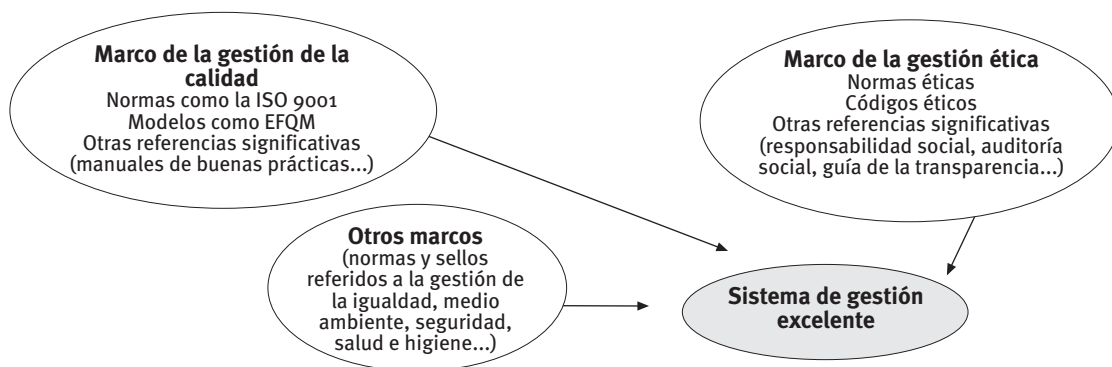 Marco de la gestión de la
calidad
Normas como la ISO 9001
Modelos como EFQM
Otras referencias significativas
(manuales de buenas prácticas...)
Marco de la gestión ética
Normas éticas
Códigos éticos
Otras referencias significativas
(responsabilidad social, auditoría
social, guía de la transparencia...)
Otros marcos
(normas y sellos
referidos a la gestión de
la igualdad, medio
ambiente, seguridad,
salud e higiene...)
Sistema de gestión
excelente